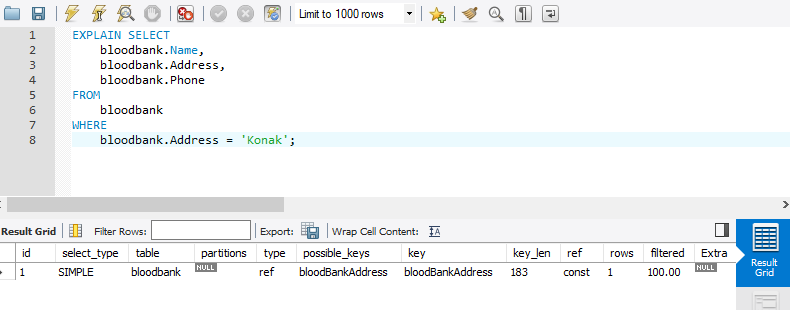 Limit to 1000 rows
1 EXPLAIN SELECT
2 bloodbank.Name,
3 bloodbank.Address,
4 bloodbank.Phone
5 FROM
6 bloodbank
7 WHERE
8 bloodbank.Address = 'Konak';
Result Grid Filter Rows: Export: Wrap Cell Content:
id select_type table partitions type possible_keys key key_len ref rows filtered Extra
1 SIMPLE bloodbank NULL ref bloodBankAddress bloodBankAddress 183 const 1 100.00 NULL
Result
Grid